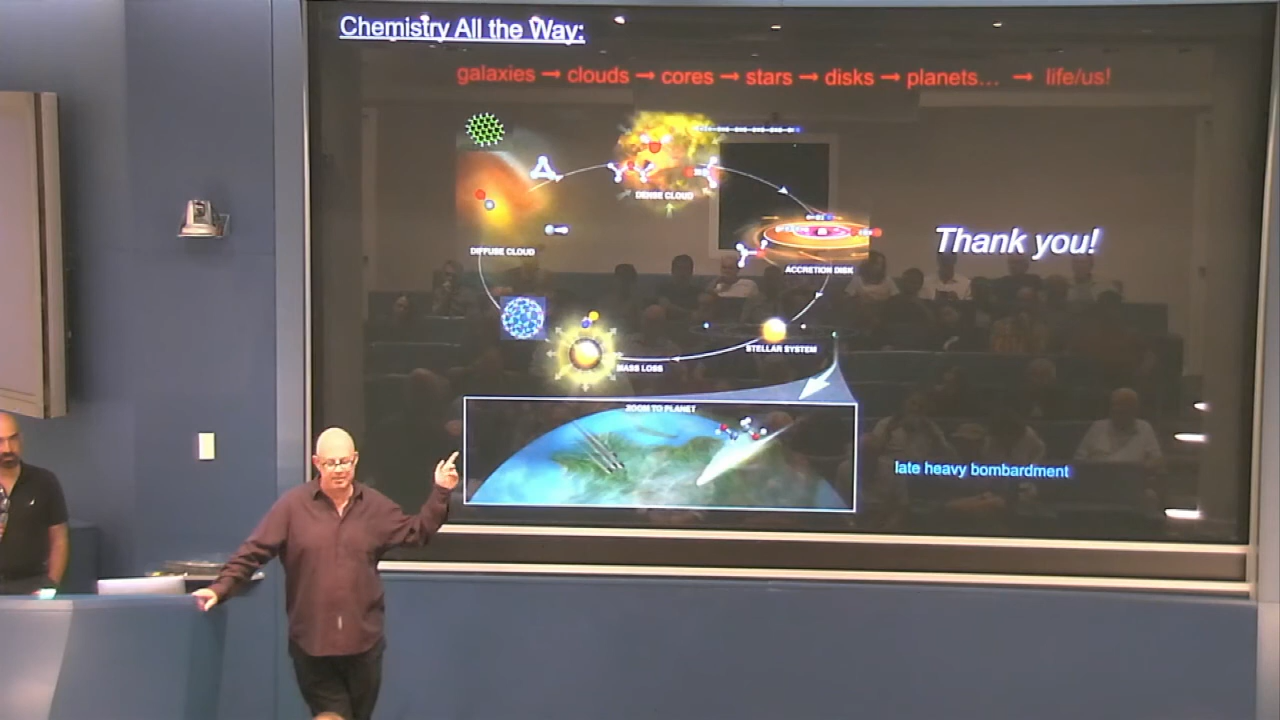 Chemistry All the Way:
galaxies → clouds → cores → stars → disks → planets… → life/us!
DENSE CLOUD
Thank you!
DIFFUSE CLOUD
ACCRETION DISK
STELLAR SYSTEM
MASS LOSS
ZOOM TO PLANET
late heavy bombardment